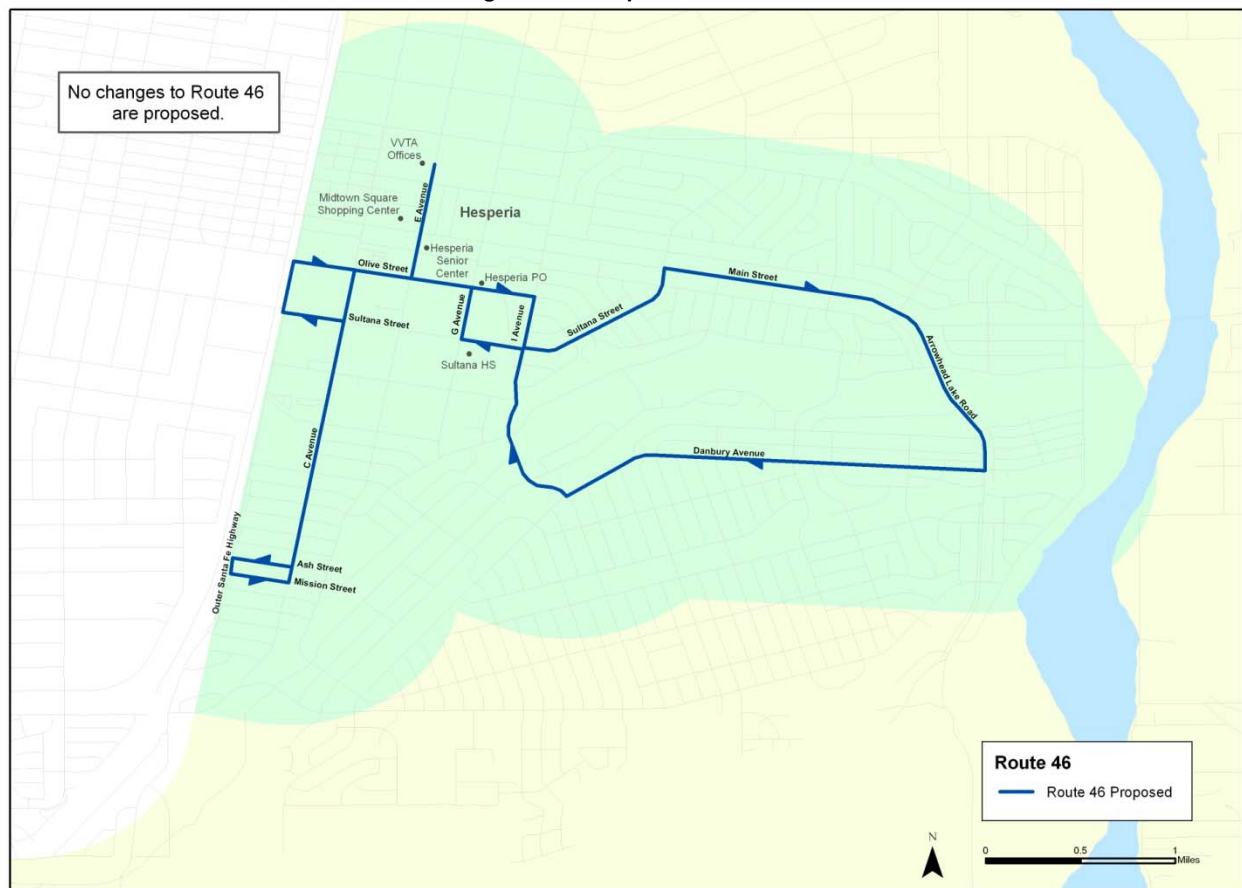 No changes to Route 46
are proposed.
VVTA
Offices
Midtown Square
Shopping Center
E Avenue
Hesperia
Hesperia
Senior
Center
Olive Street
Hesperia PO
Main Street
Sultana Street
G Avenue
I Avenue
Sultana Street
Sultana HS
Arrowhead Lake Road
C Avenue
Danbury Avenue
Outer Santa Fe Highway
Ash Street
Mission Street
Route 46
Route 46 Proposed
N
0 0.5 1
Miles